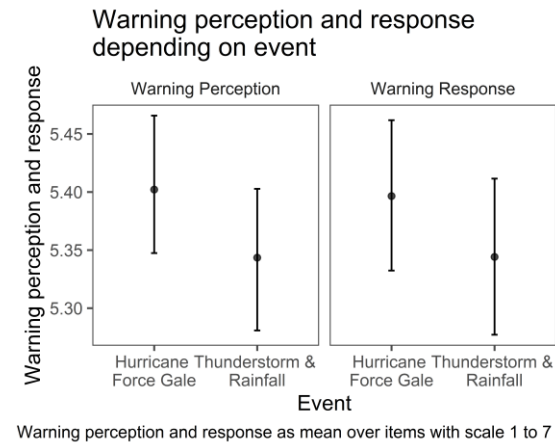 Warning perception and response
depending on event
Warning Perception
Warning Response
Warning perception and response
5.45
5.40
5.35
5.30
Hurricane
Force Gale
Thunderstorm &
Rainfall
Hurricane
Force Gale
Thunderstorm &
Rainfall
Event
Warning perception and response as mean over items with scale 1 to 7